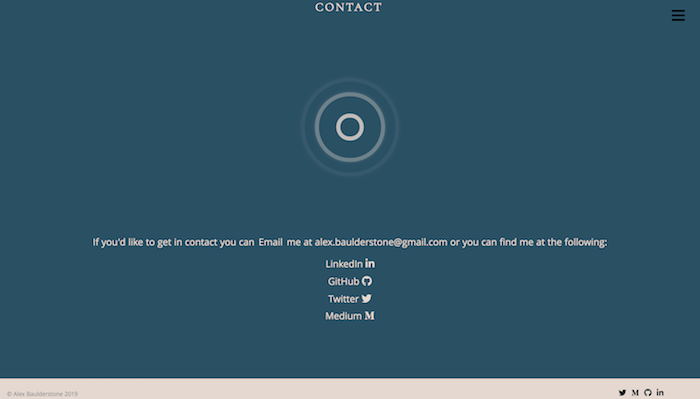 CONTACT
If you'd like to get in contact you can Email me at alex.baulderstone@gmail.com or you can find me at the following:
LinkedIn
GitHub
Twitter
Medium
© Alex Baulderstone 2019